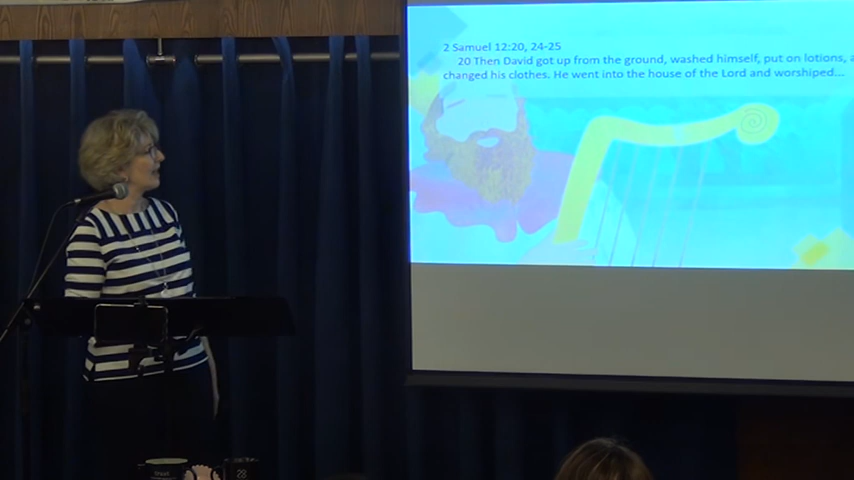 2 Samuel 12:20, 24-25
20 Then David got up from the ground, washed himself, put on lotions,
changed his clothes. He went into the house of the Lord and worshiped...